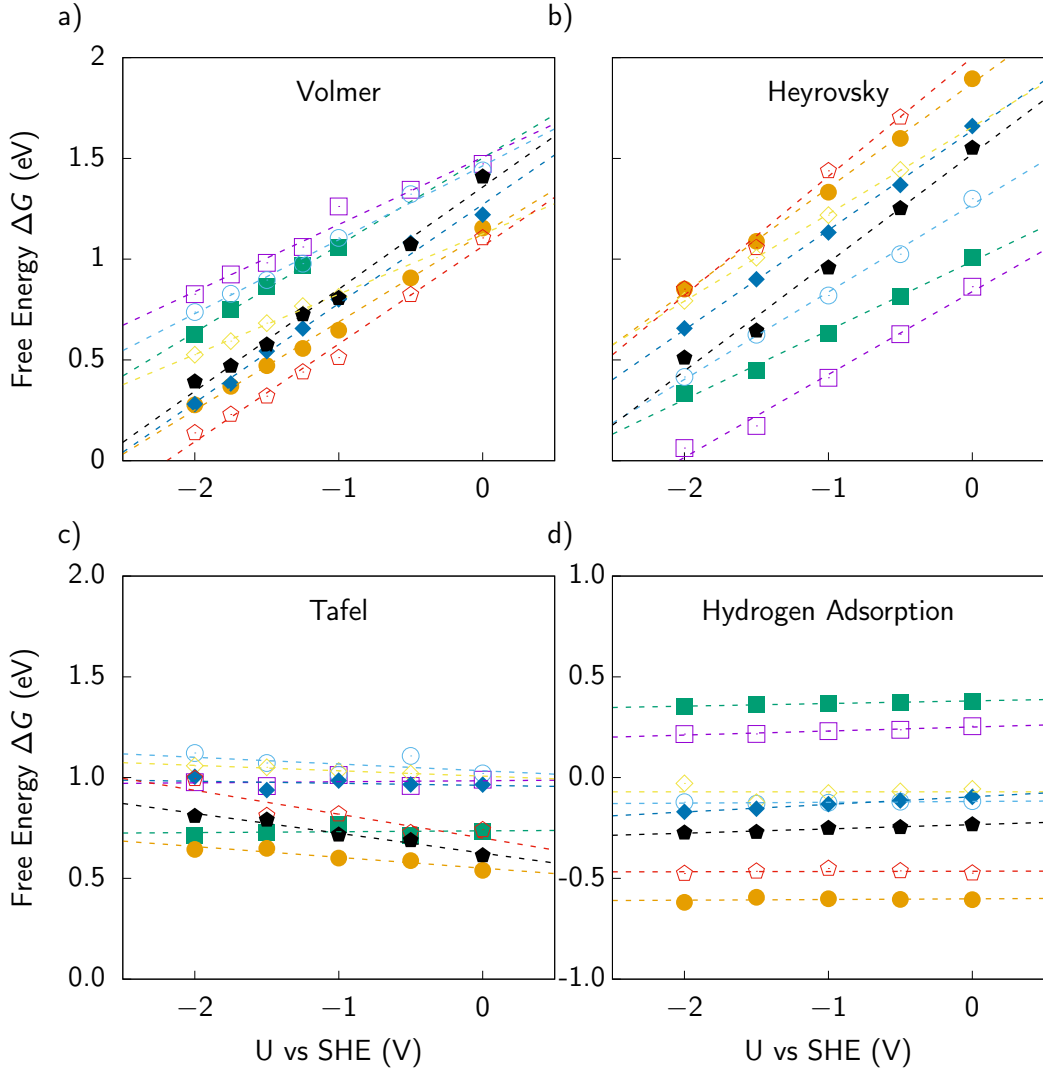 a)
b)
Volmer
Heyrovsky
Free Energy ΔG (eV)
2
1.5
1
0.5
0
−2
−1
0
−2
−1
0
c)
d)
Tafel
Hydrogen Adsorption
Free Energy ΔG (eV)
2.0
1.5
1.0
0.5
0.0
1.0
0.5
0.0
-0.5
-1.0
−2
−1
0
−2
−1
0
U vs SHE (V)
U vs SHE (V)